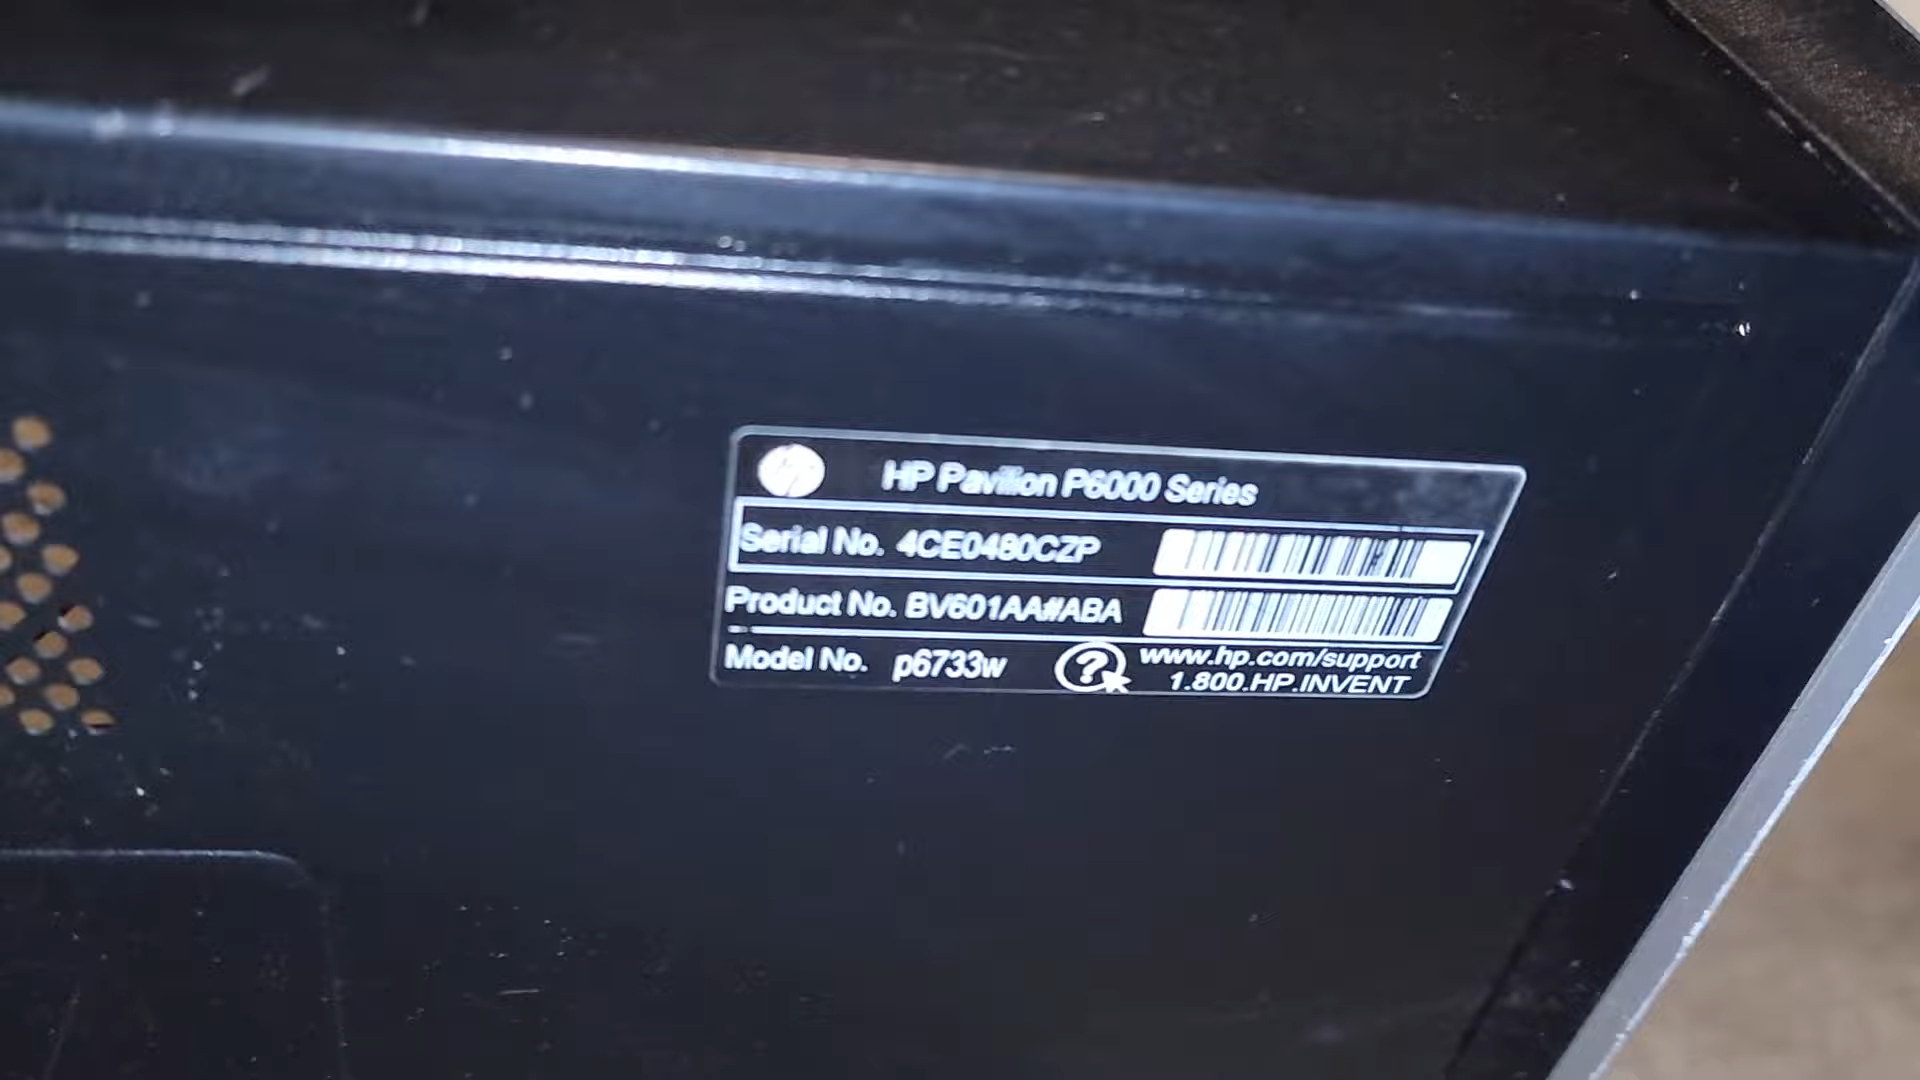 hp
HP Pavilion P6000 Series
Serial No. 4CE0480CZP
Product No. BV601AA#ABA
Model No. p6733w
? www.hp.com/support
1.800.HP.INVENT